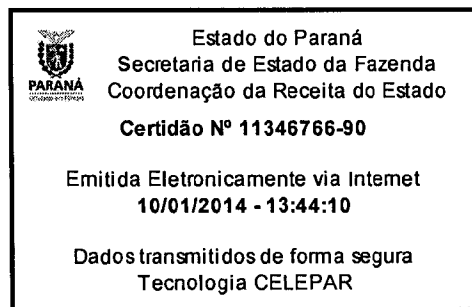 Estado do Paraná
Secretaria de Estado da Fazenda
PARANÁ
Coordenação da Receita do Estado
Certidão Nº 11346766-90
Emitida Eletronicamente via Internet
10/01/2014 - 13:44:10
Dados transmitidos de forma segura
Tecnologia CELEPAR